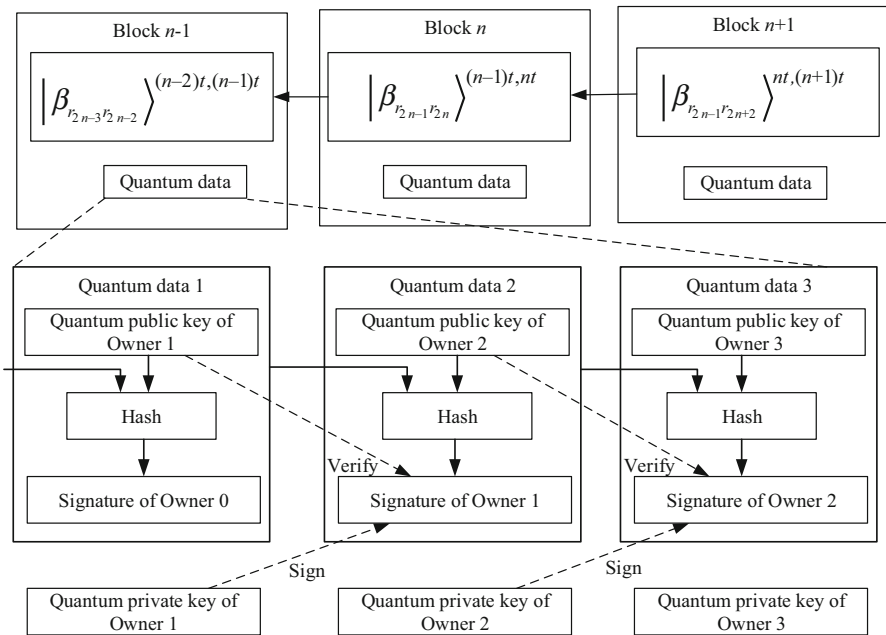 Block n-1
Block n
Block n+1
|β_{r_{2n−3}r_{2n−2}}⟩^{(n−2)t,(n−1)t}
|β_{r_{2n−1}r_{2n}}⟩^{(n−1)t,nt}
|β_{r_{2n−1}r_{2n+2}}⟩^{nt,(n+1)t}
Quantum data
Quantum data
Quantum data
Quantum data 1
Quantum data 2
Quantum data 3
Quantum public key of
Owner 1
Quantum public key of
Owner 2
Quantum public key of
Owner 3
Hash
Hash
Hash
Verify
Verify
Signature of Owner 0
Signature of Owner 1
Signature of Owner 2
Sign
Sign
Quantum private key of
Owner 1
Quantum private key of
Owner 2
Quantum private key of
Owner 3